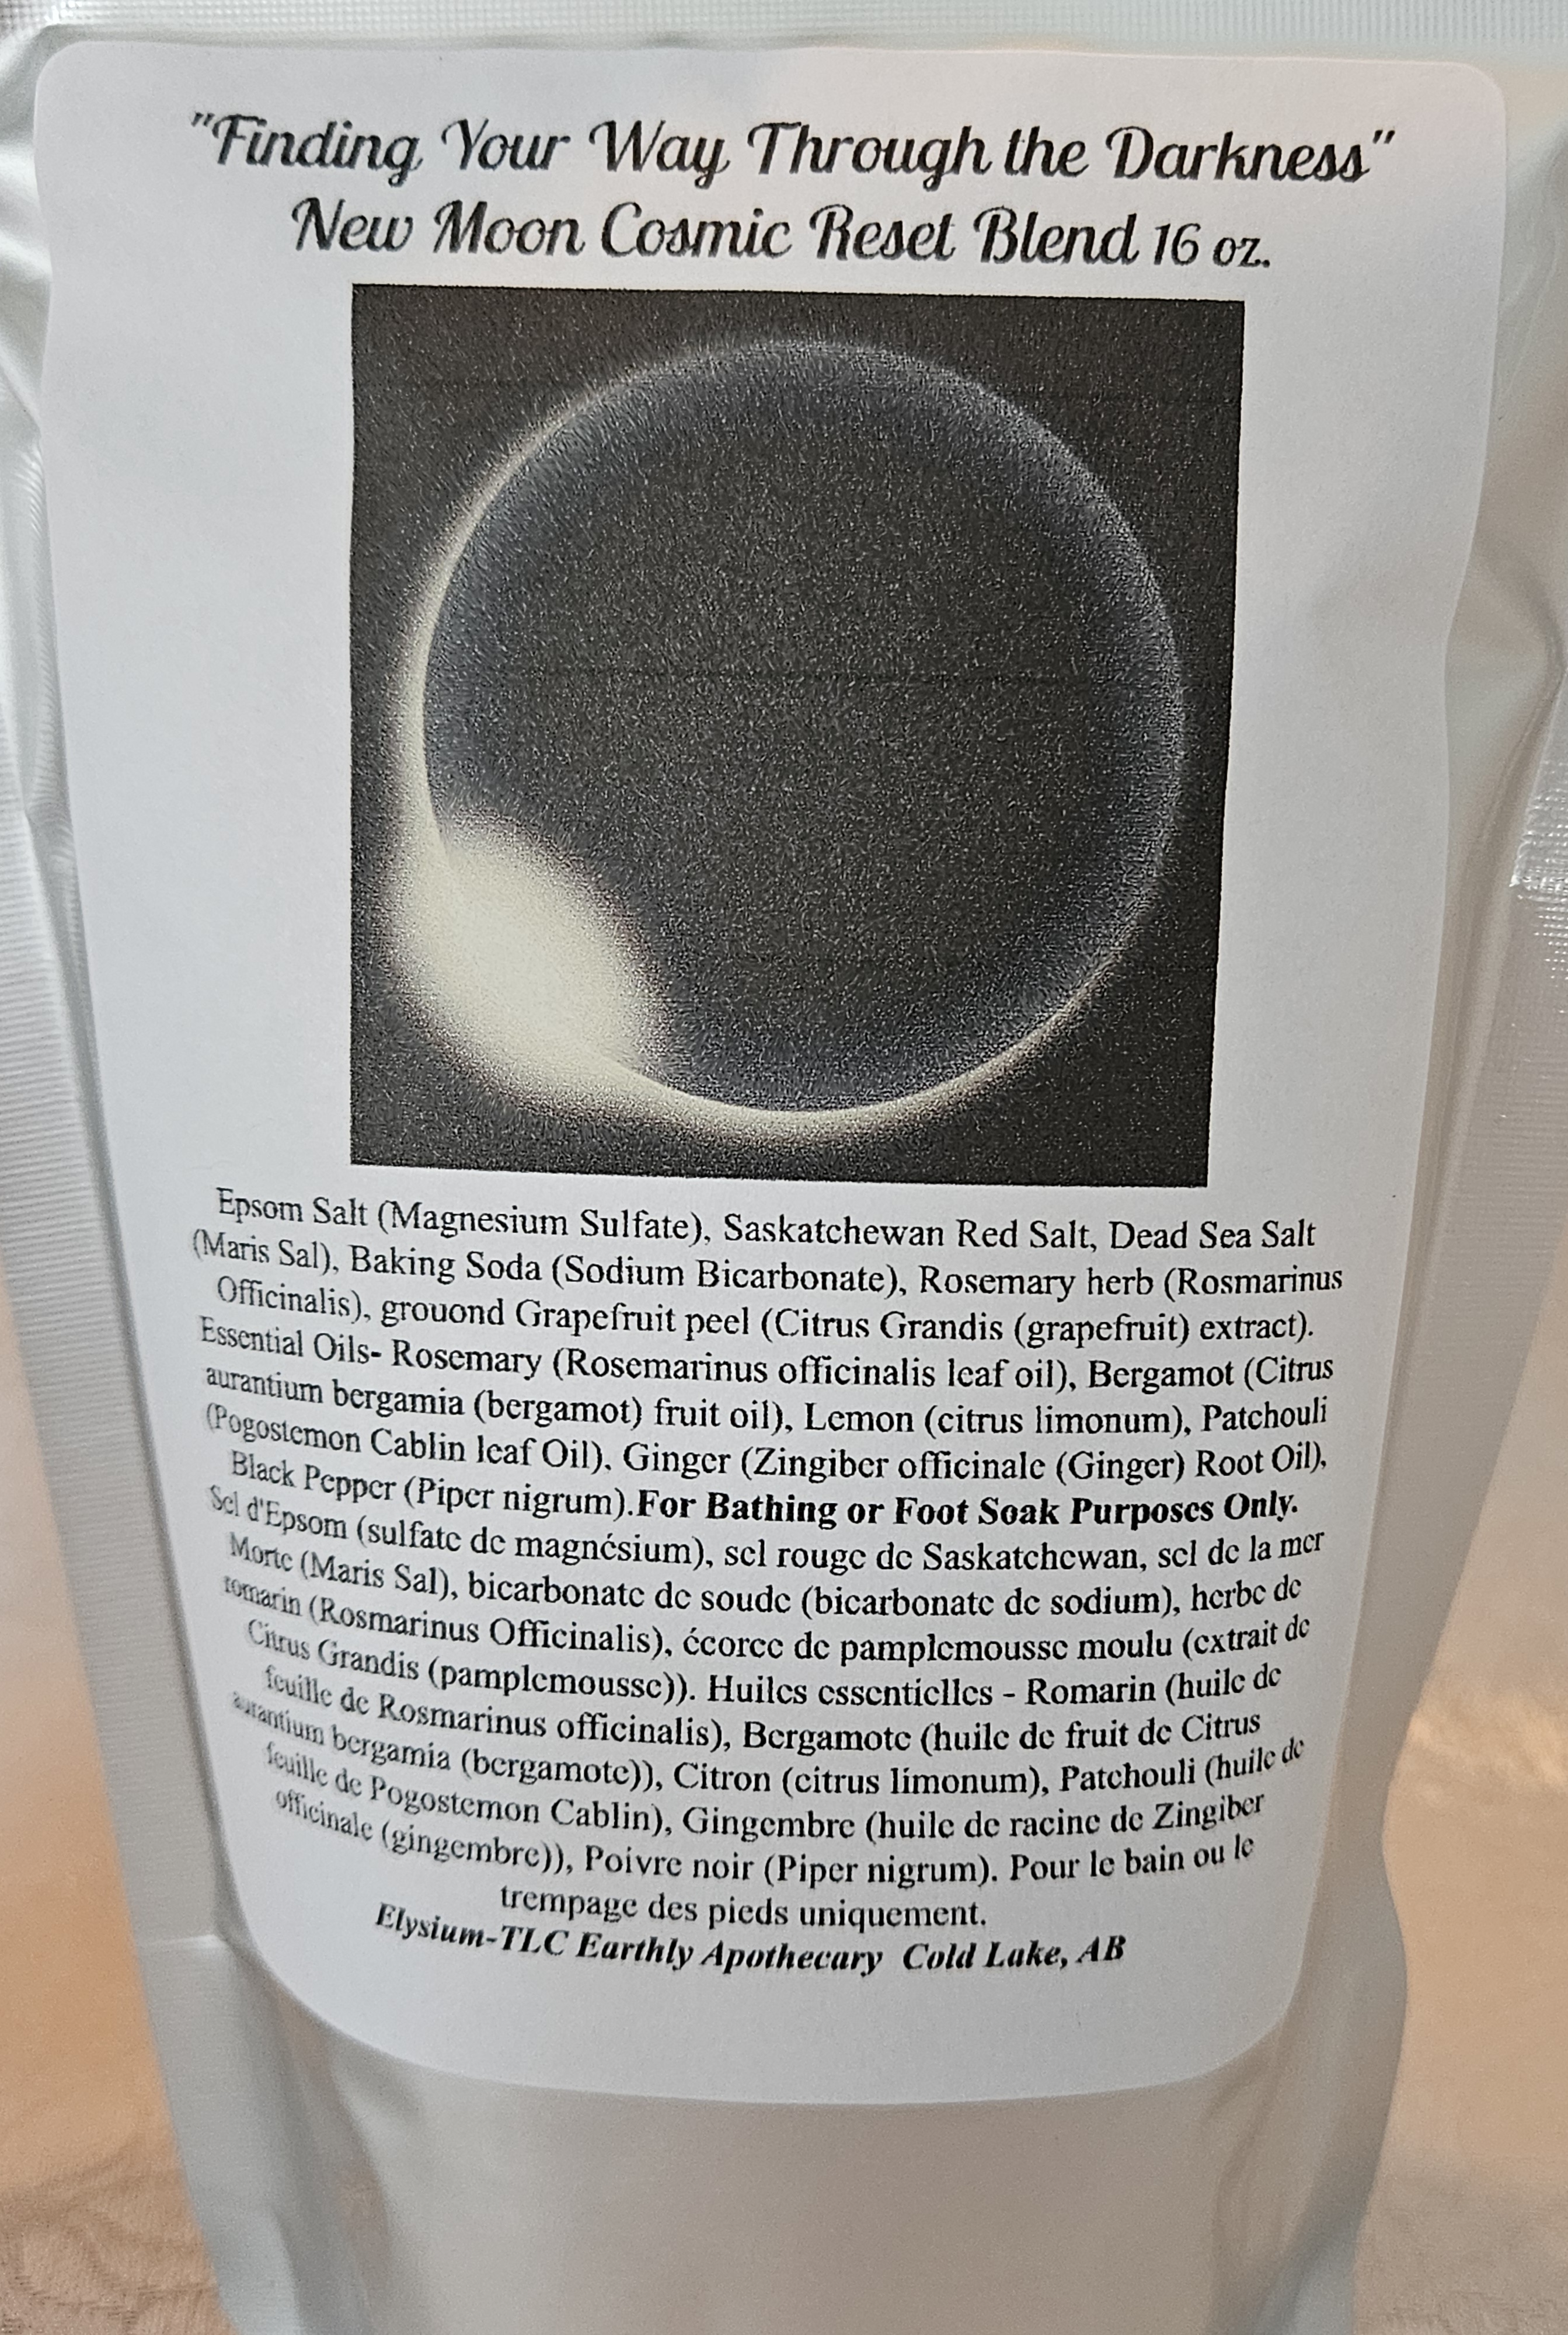 "Finding Your Way Through the Darkness"
New Moon Cosmic Reset Blend 16 oz.
Epsom Salt (Magnesium Sulfate), Saskatchewan Red Salt, Dead Sea Salt
(Maris Sal), Baking Soda (Sodium Bicarbonate), Rosemary herb (Rosmarinus
Officinalis), grouond Grapefruit peel (Citrus Grandis (grapefruit) extract).
Essential Oils- Rosemary (Rosemarinus officinalis leaf oil), Bergamot (Citrus
aurantium bergamia (bergamot) fruit oil), Lemon (citrus limonum), Patchouli
(Pogostemon Cablin leaf Oil), Ginger (Zingiber officinale (Ginger) Root Oil),
Black Pepper (Piper nigrum).For Bathing or Foot Soak Purposes Only.
Sel d'Epsom (sulfate de magnésium), sel rouge de Saskatchewan, sel de la mer
Morte (Maris Sal), bicarbonate de soude (bicarbonate de sodium), herbe de
romarin (Rosmarinus Officinalis), écorce de pamplemousse moulu (extrait de
Citrus Grandis (pamplemousse)). Huiles essentielles - Romarin (huile de
feuille de Rosmarinus officinalis), Bergamote (huile de fruit de Citrus
aurantium bergamia (bergamote)), Citron (citrus limonum), Patchouli (huile de
feuille de Pogostemon Cablin), Gingembre (huile de racine de Zingiber
officinale (gingembre)), Poivre noir (Piper nigrum). Pour le bain ou le
trempage des pieds uniquement.
Elysium-TLC Earthly Apothecary Cold Lake, AB